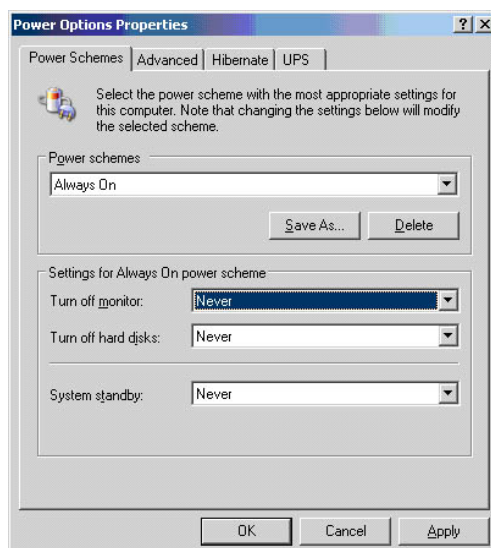 Power Options Properties
Power Schemes Advanced Hibernate UPS
Select the power scheme with the most appropriate settings for
this computer. Note that changing the settings below will modify
the selected scheme.
Power schemes
Always On
Save As... Delete
Settings for Always On power scheme
Turn off monitor: Never
Turn off hard disks: Never
System standby: Never
OK Cancel Apply